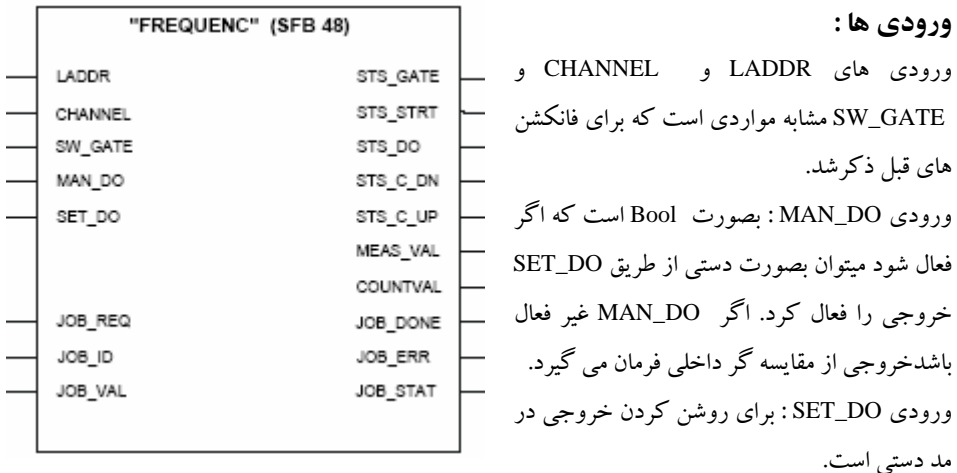 "FREQUENC" (SFB 48)
LADDR STS_GATE
CHANNEL STS_STRT
SW_GATE STS_DO
MAN_DO STS_C_DN
SET_DO STS_C_UP
MEAS_VAL
COUNTVAL
JOB_REQ JOB_DONE
JOB_ID JOB_ERR
JOB_VAL JOB_STAT
ورودی ها :
ورودی های LADDR و CHANNEL و
SW_GATE مشابه مواردی است که برای فانکشن
های قبل ذکرشد.
ورودی MAN_DO : بصورت Bool است که اگر
فعال شود میتوان بصورت دستی از طریق SET_DO
خروجی را فعال کرد. اگر MAN_DO غیر فعال
باشدخروجی از مقایسه گر داخلی فرمان می گیرد.
ورودی SET_DO : برای روشن کردن خروجی در
مد دستی است.